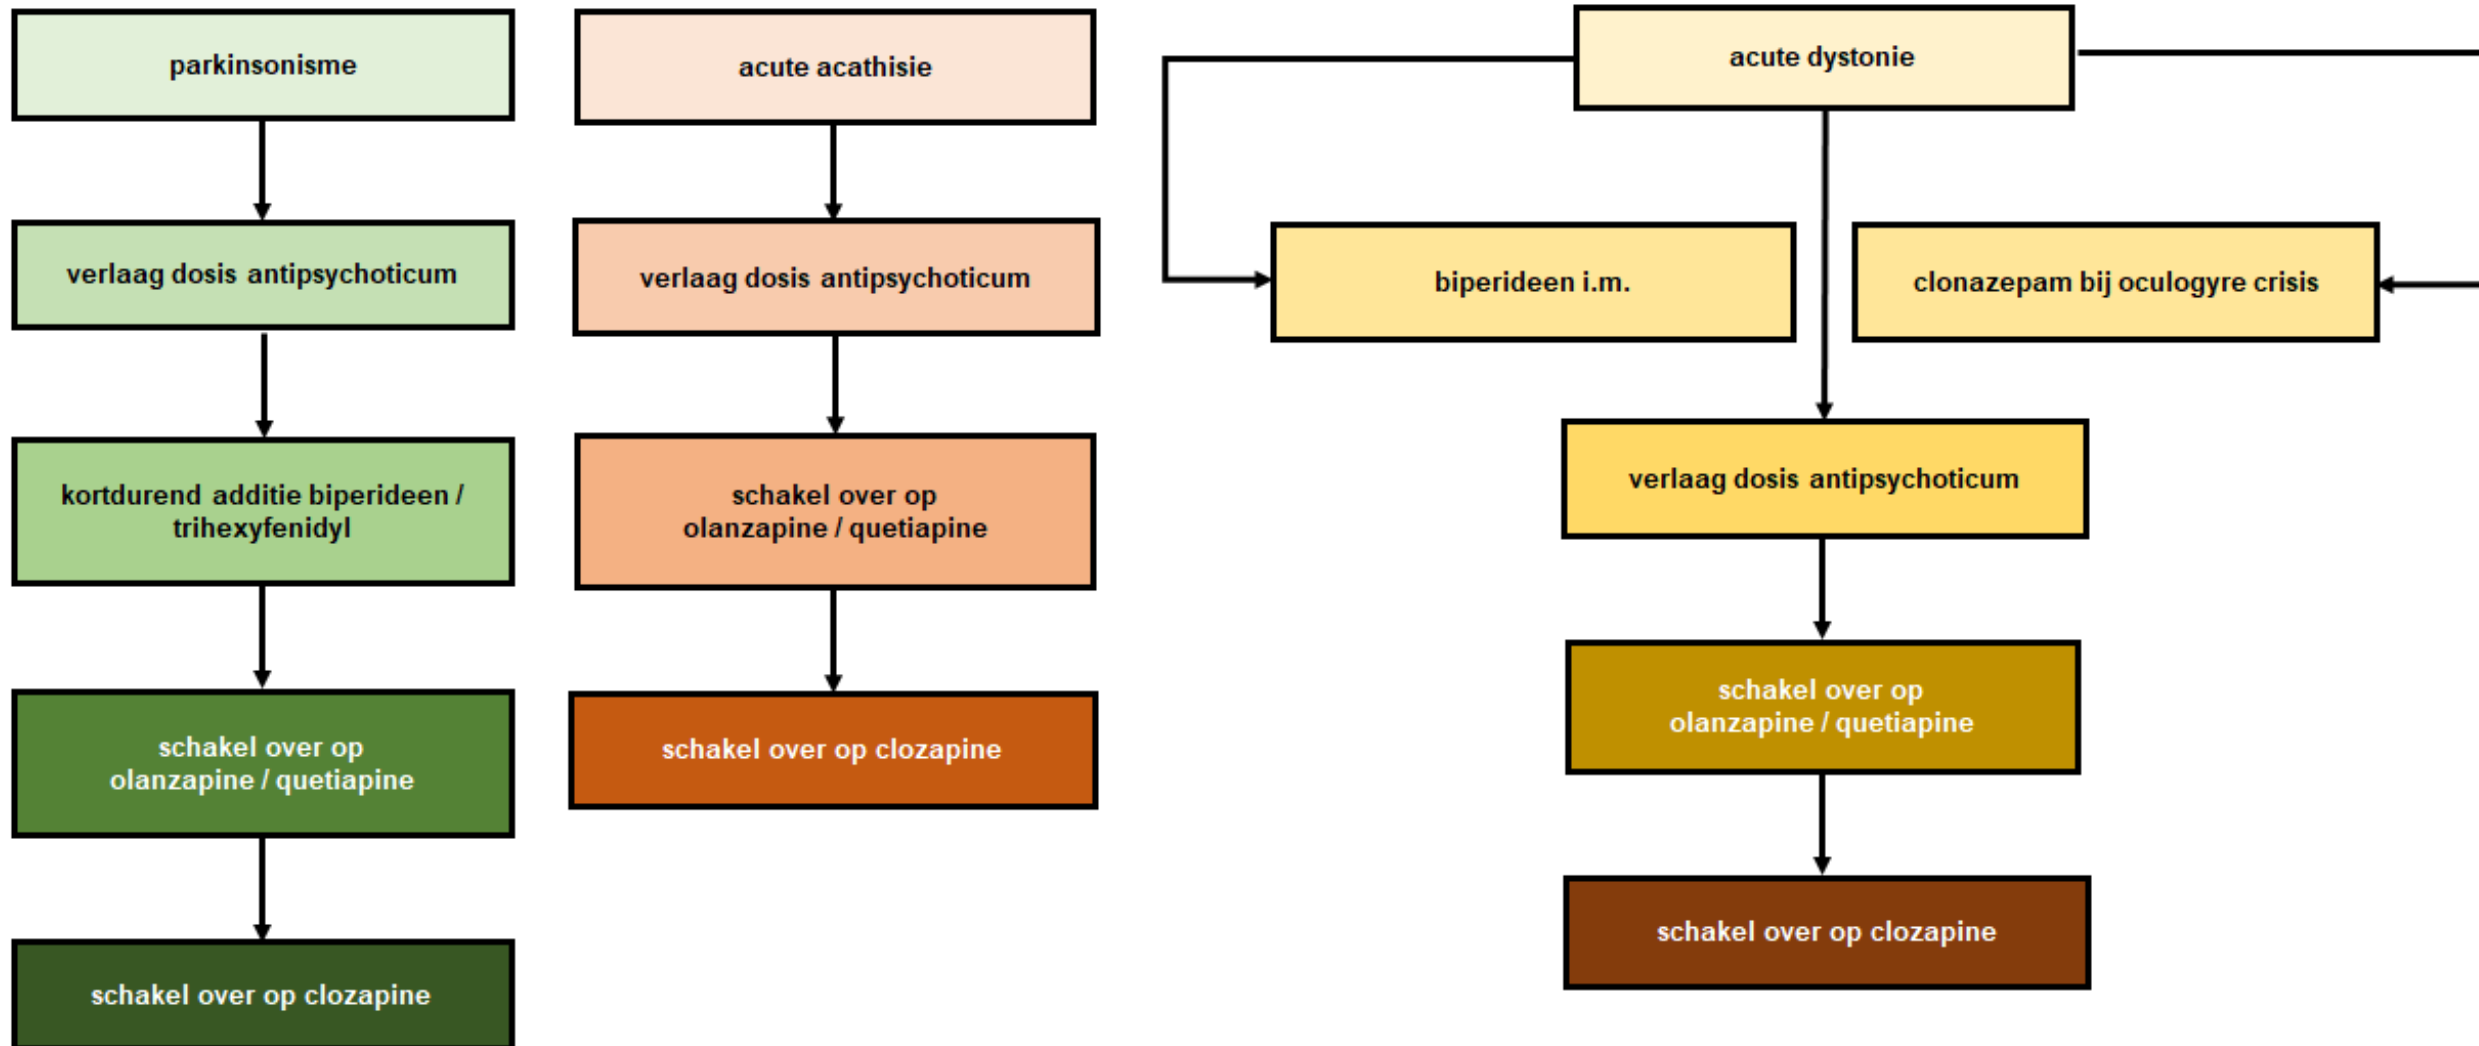 parkinsonisme
verlaag dosis antipsychoticum
kortdurend additie biperideen /
trihexyfenidyl
schakel over op
olanzapine / quetiapine
schakel over op clozapine
acute acathisie
verlaag dosis antipsychoticum
schakel over op
olanzapine / quetiapine
schakel over op clozapine
acute dystonie
biperideen i.m.
clonazepam bij oculogyre crisis
verlaag dosis antipsychoticum
schakel over op
olanzapine / quetiapine
schakel over op clozapine